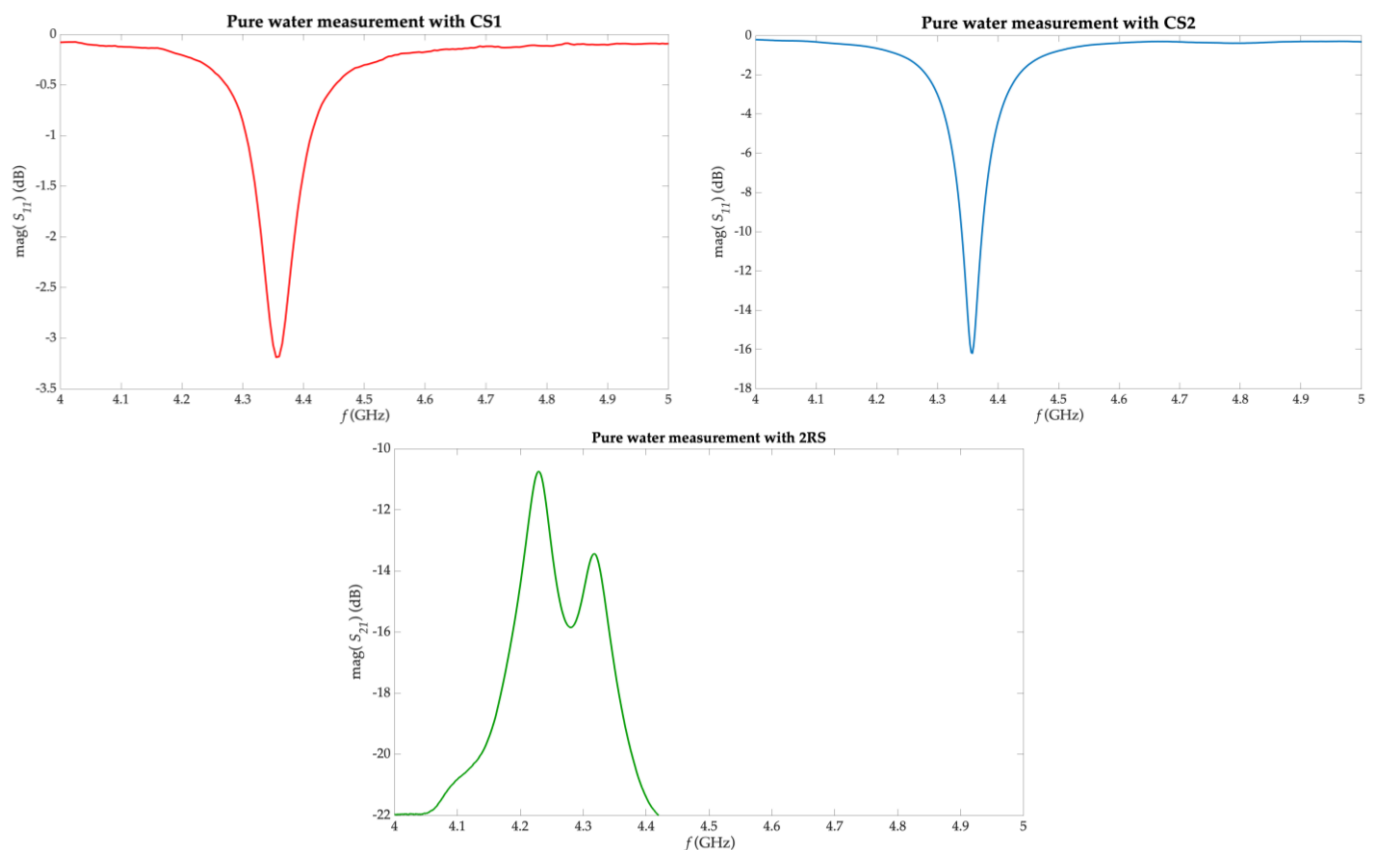 Pure water measurement with CS1
0
-0.5
-1
-1.5
-2
-2.5
-3
-3.5
mag( S11) (dB)
4 4.1 4.2 4.3 4.4 4.5 4.6 4.7 4.8 4.9 5
f (GHz)
Pure water measurement with CS2
0
-2
-4
-6
-8
-10
-12
-14
-16
-18
mag( S11) (dB)
4 4.1 4.2 4.3 4.4 4.5 4.6 4.7 4.8 4.9 5
f (GHz)
Pure water measurement with 2RS
-10
-12
-14
-16
-18
-20
-22
mag( S21) (dB)
4 4.1 4.2 4.3 4.4 4.5 4.6 4.7 4.8 4.9 5
f (GHz)